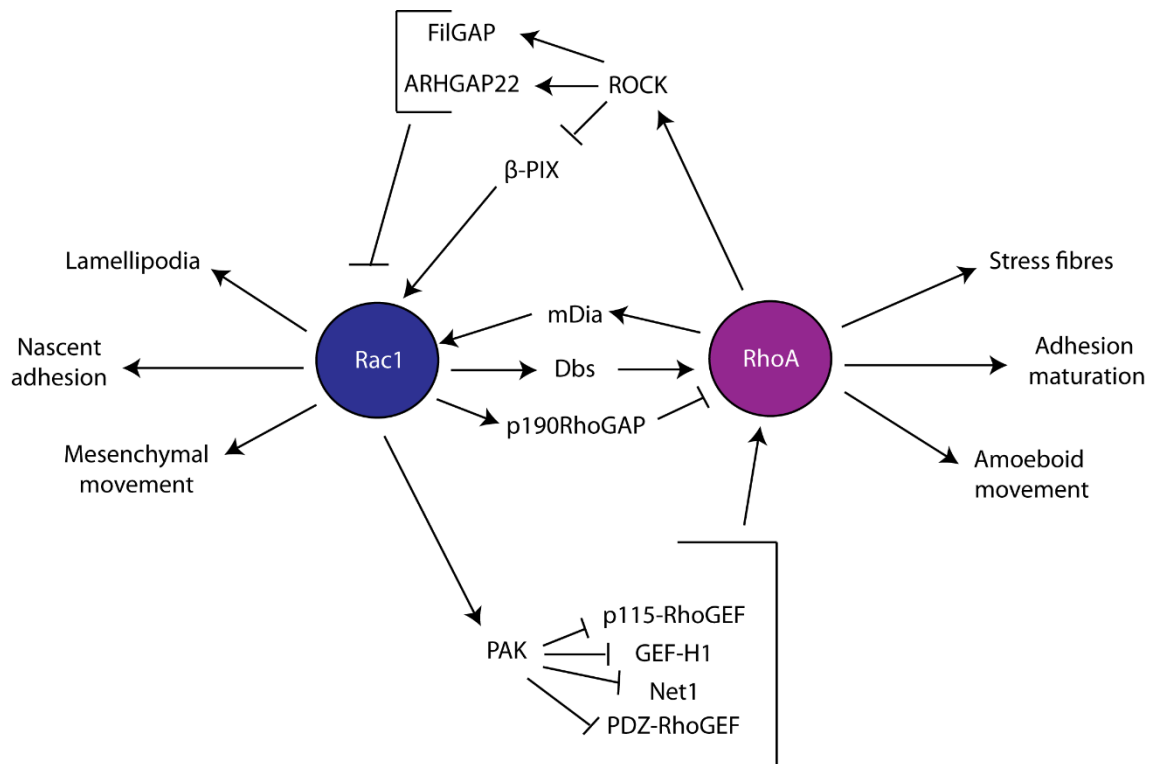 FilGAP
ARHGAP22
ROCK
β-PIX
Lamellipodia
Stress fibres
mDia
Nascent
adhesion
Rac1
Dbs
RhoA
Adhesion
maturation
p190RhoGAP
Mesenchymal
movement
Amoeboid
movement
p115-RhoGEF
PAK
GEF-H1
Net1
PDZ-RhoGEF